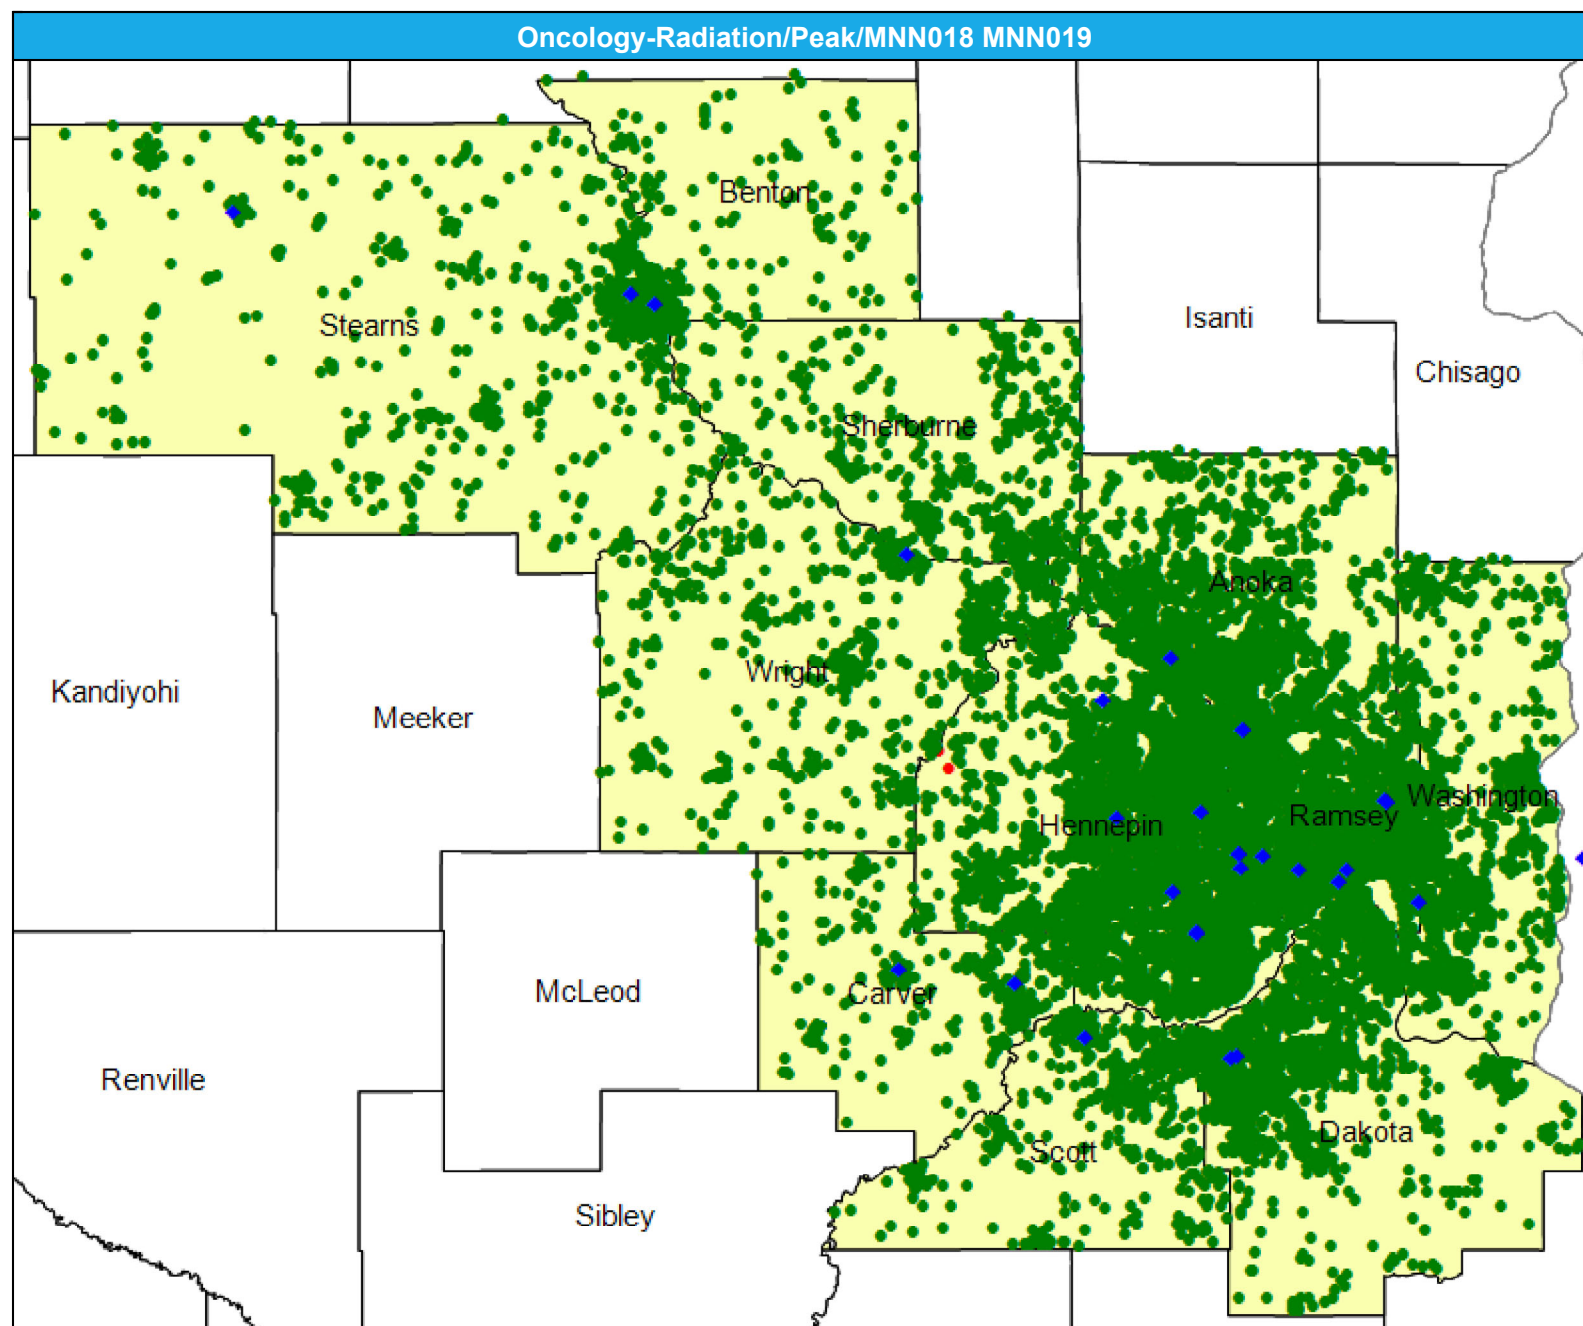 Oncology-Radiation/Peak/MNN018 MNN019
Benton
Stearns
Isanti
Chisago
Sherburne
Anoka
Wright
Kandiyohi
Meeker
Washington
Ramsey
Hennepin
McLeod
Carver
Renville
Dakota
Scott
Sibley